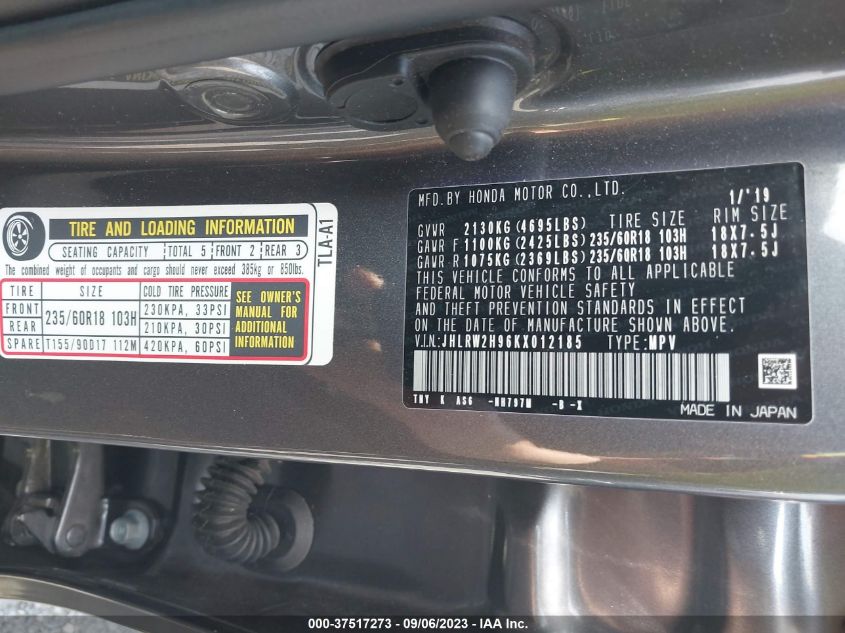 TIRE AND LOADING INFORMATION
SEATING CAPACITY TOTAL 5 FRONT 2 REAR 3
The combined weight of occupants and cargo should never exceed 385kg or 850lbs.
TIRE SIZE COLD TIRE PRESSURE
FRONT 235/60R18 103H 230KPA, 33PSI
REAR 210KPA, 30PSI
SPARE T155/90D17 112M 420KPA, 60PSI
SEE OWNER'S
MANUAL FOR
ADDITIONAL
INFORMATION
TLA-A1
MFD.BY HONDA MOTOR CO.,LTD. 1/'19
GVWR 2130KG(4695LBS) TIRE SIZE RIM SIZE
GAWR F 1100KG(2425LBS) 235/60R18 103H 18X7.5J
GAWR R 1075KG(2369LBS) 235/60R18 103H 18X7.5J
THIS VEHICLE CONFORMS TO ALL APPLICABLE
FEDERAL MOTOR VEHICLE SAFETY
AND THEFT PREVENTION STANDARDS IN EFFECT
ON THE DATE OF MANUFACTURE SHOWN ABOVE.
V.I.N:JHLRW2H96KX012185 TYPE:MPV
TNY K AS6 -NH797M -B -X
MADE IN JAPAN
000-37517273 - 09/06/2023 - IAA Inc.